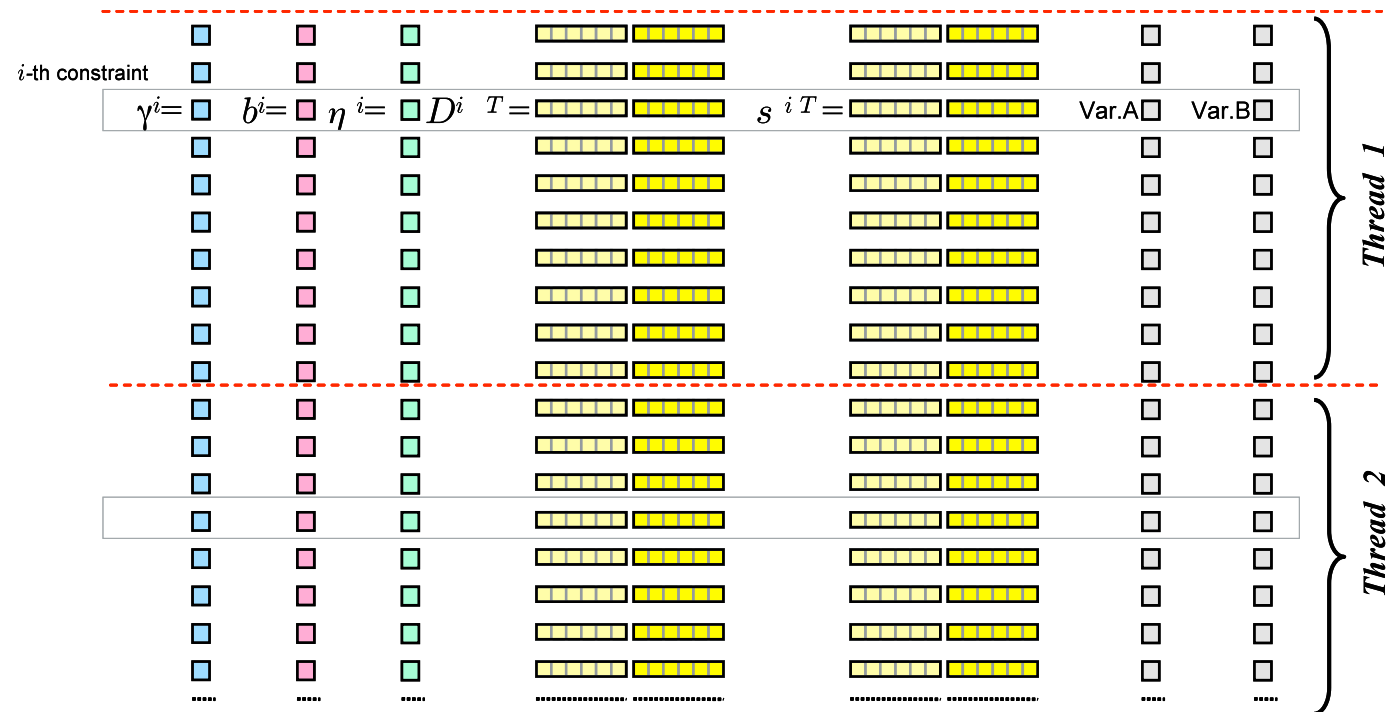 i-th constraint
γⁱ= bⁱ= η ⁱ= Dⁱ ᵀ= s ⁱ ᵀ= Var.A Var.B
Thread 1
Thread 2